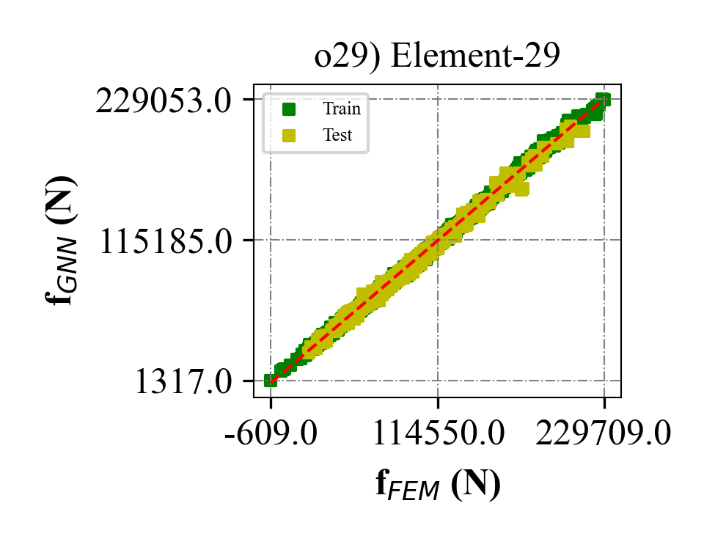 o29) Element-29
229053.0
Train
Test
f_GNN (N)
115185.0
1317.0
-609.0 114550.0 229709.0
f_FEM (N)